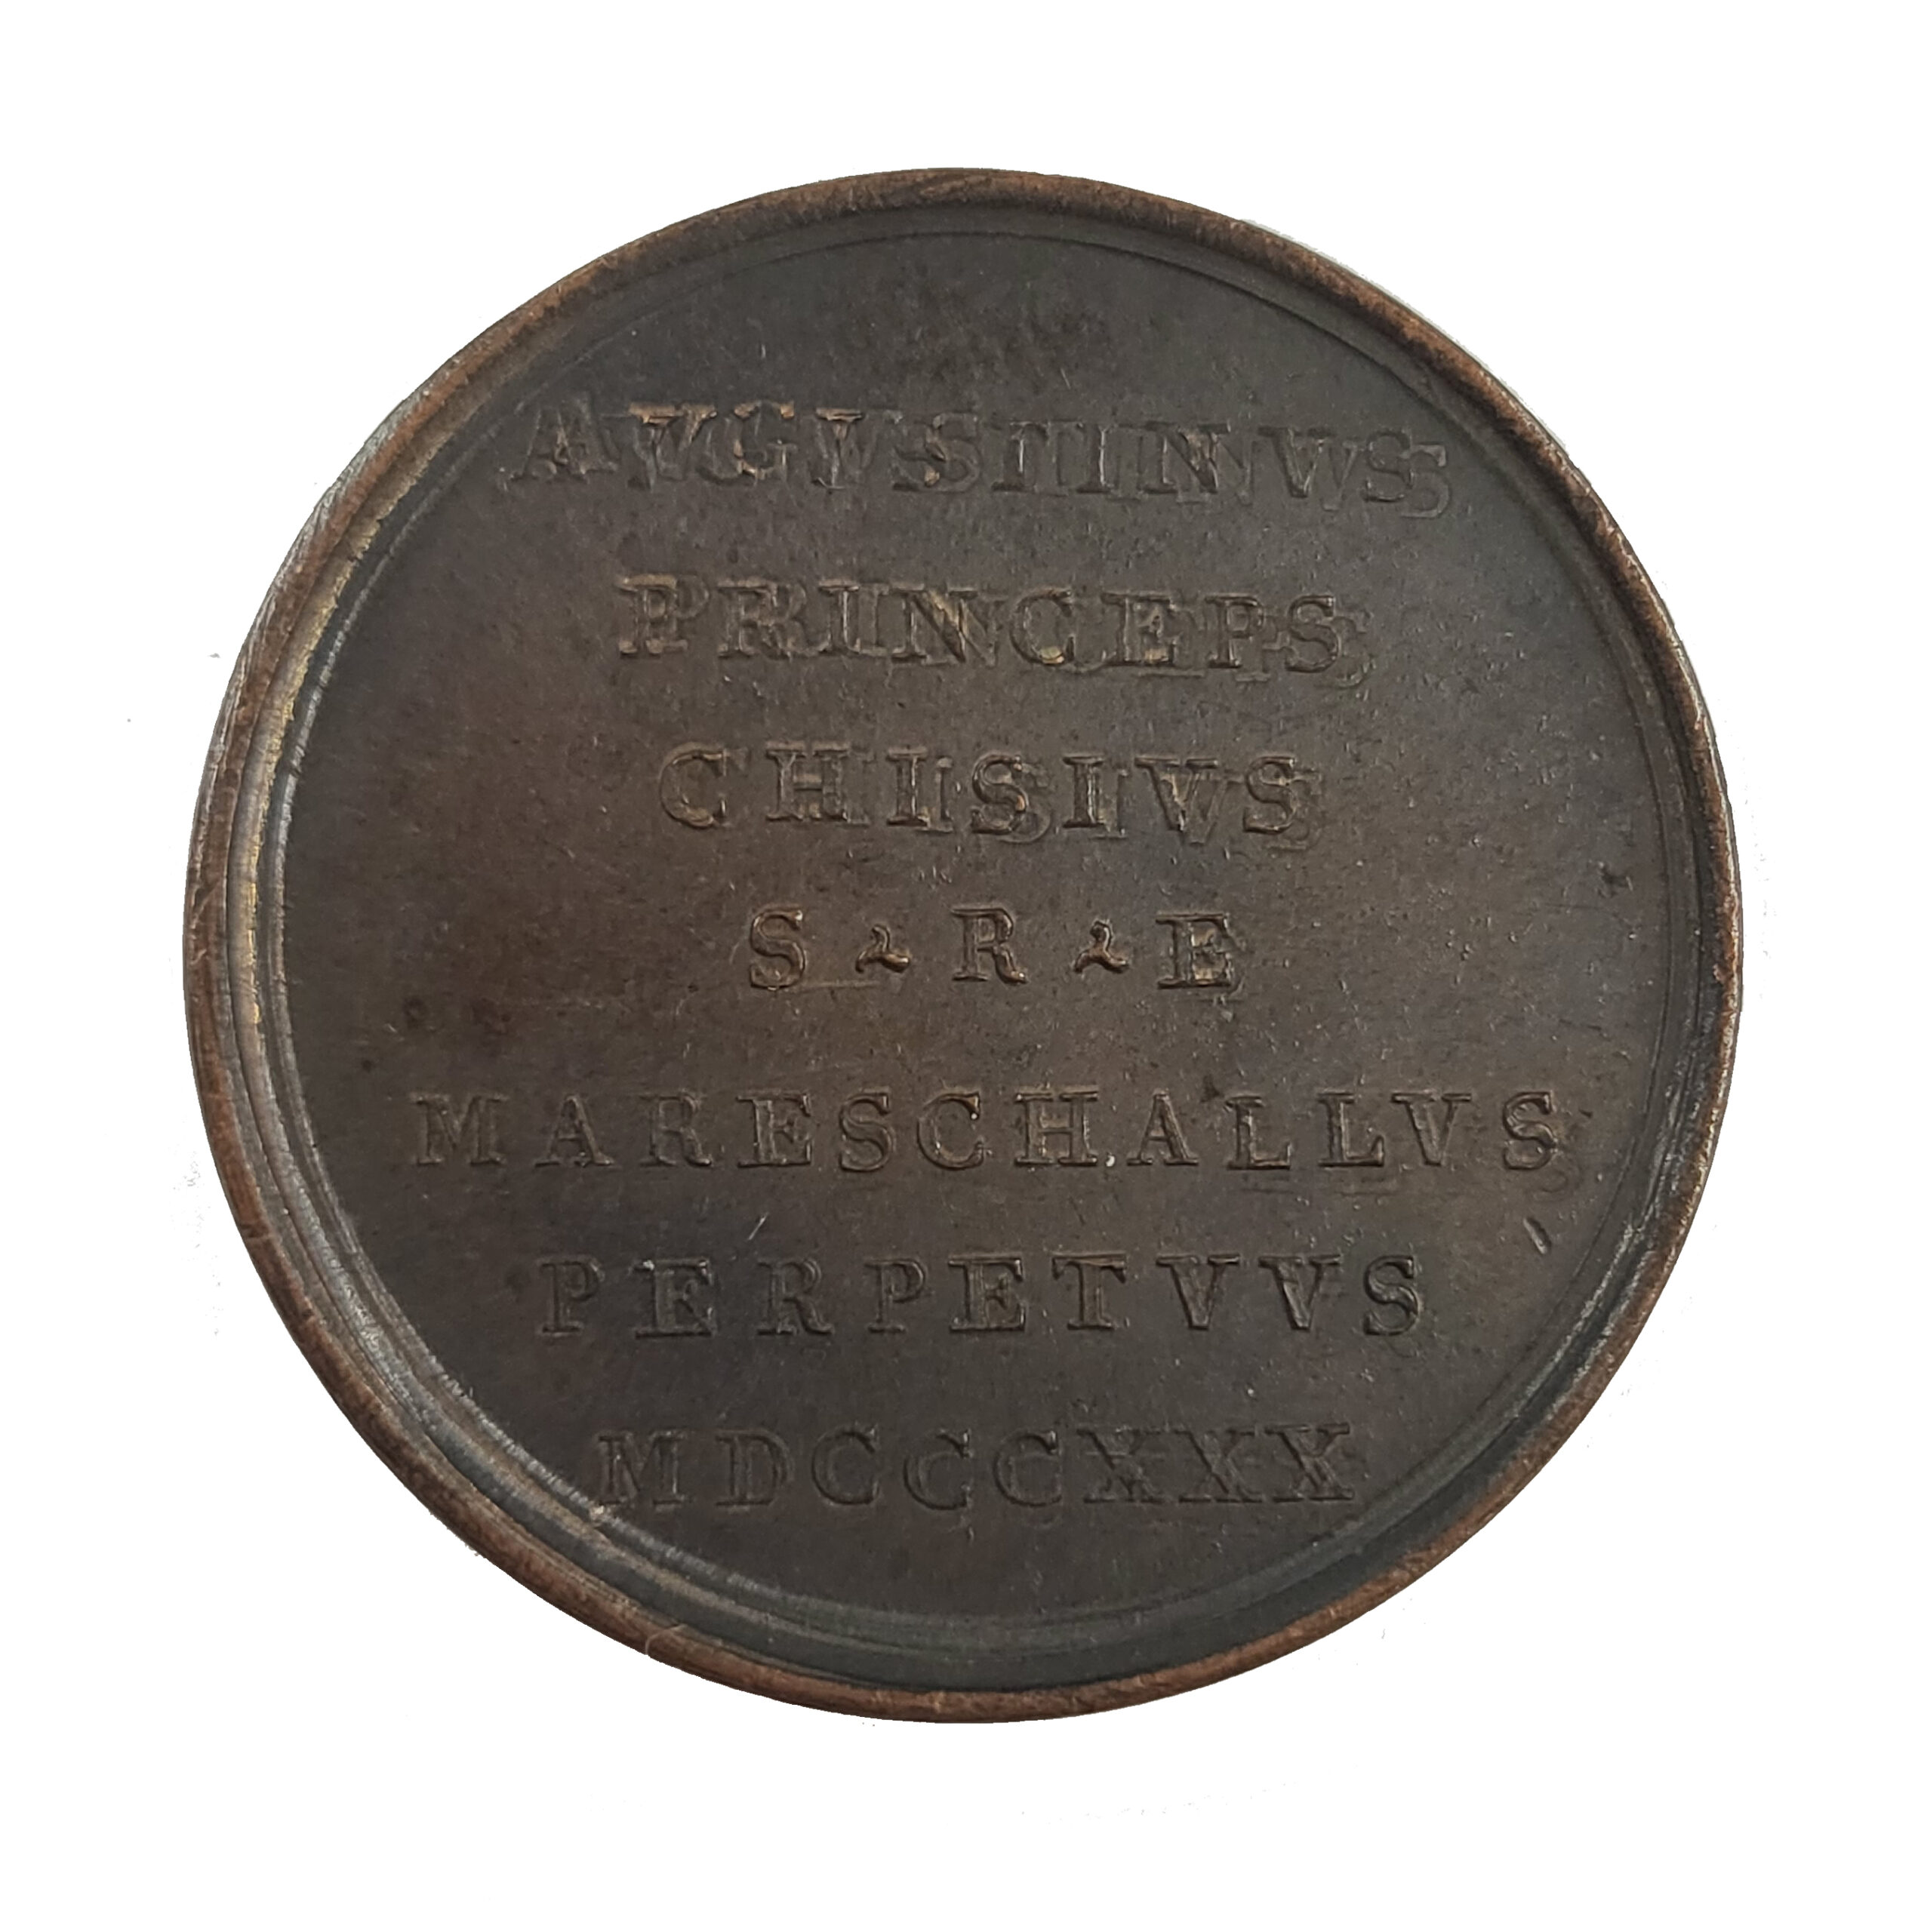 AVGVSTINVS
PRINCEPS
CHISIVS
S R E
MARESCHALLVS
PERPETVVS
MDCCCXXX